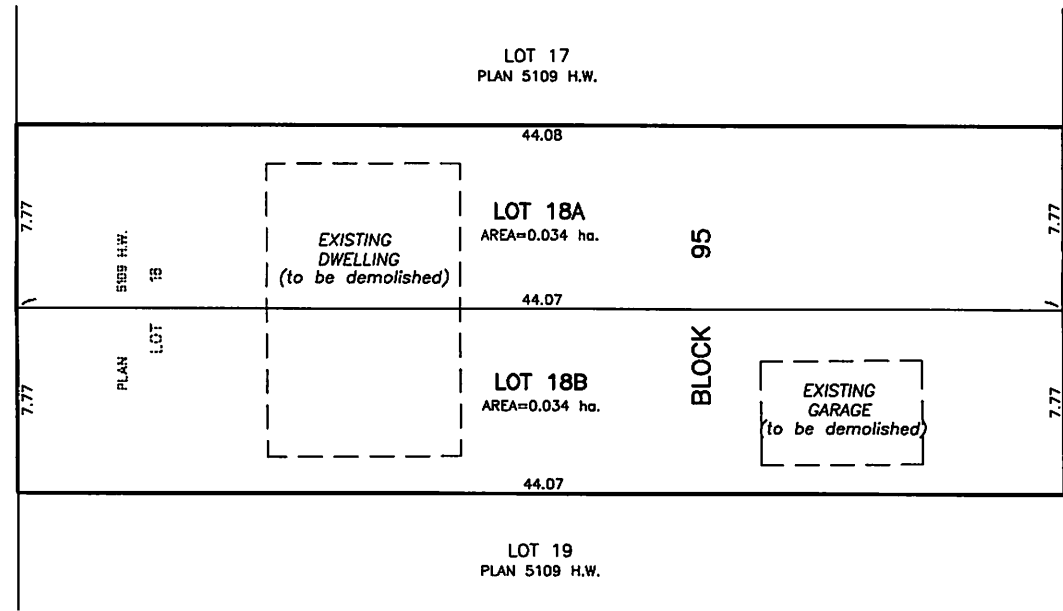 LOT 17
PLAN 5109 H.W.
44.08
7.77
LOT 18A
AREA=0.034 ha.
EXISTING
DWELLING
(to be demolished)
PLAN 5109 H.W.
LOT 18
BLOCK 95
7.77
44.07
7.77
LOT 18B
AREA=0.034 ha.
EXISTING
GARAGE
(to be demolished)
7.77
44.07
LOT 19
PLAN 5109 H.W.